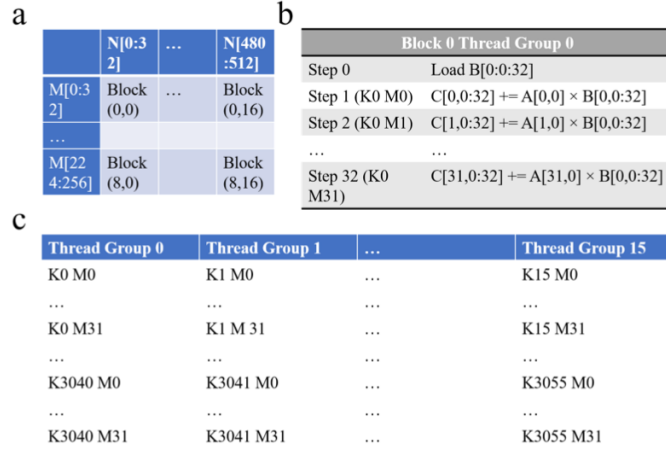 a
N[0:3
2]
…
N[480
:512]
M[0:3
2]
Block
(0,0)
…
Block
(0,16)
…
M[22
4:256]
Block
(8,0)
Block
(8,16)
b
Block 0 Thread Group 0
Step 0 Load B[0:0:32]
Step 1 (K0 M0) C[0,0:32] += A[0,0] × B[0,0:32]
Step 2 (K0 M1) C[1,0:32] += A[1,0] × B[0,0:32]
… …
Step 32 (K0
M31)
C[31,0:32] += A[31,0] × B[0,0:32]
c
Thread Group 0 Thread Group 1 … Thread Group 15
K0 M0 K1 M0 … K15 M0
… … …
K0 M31 K1 M 31 … K15 M31
… … … …
K3040 M0 K3041 M0 … K3055 M0
… … … …
K3040 M31 K3041 M31 … K3055 M31